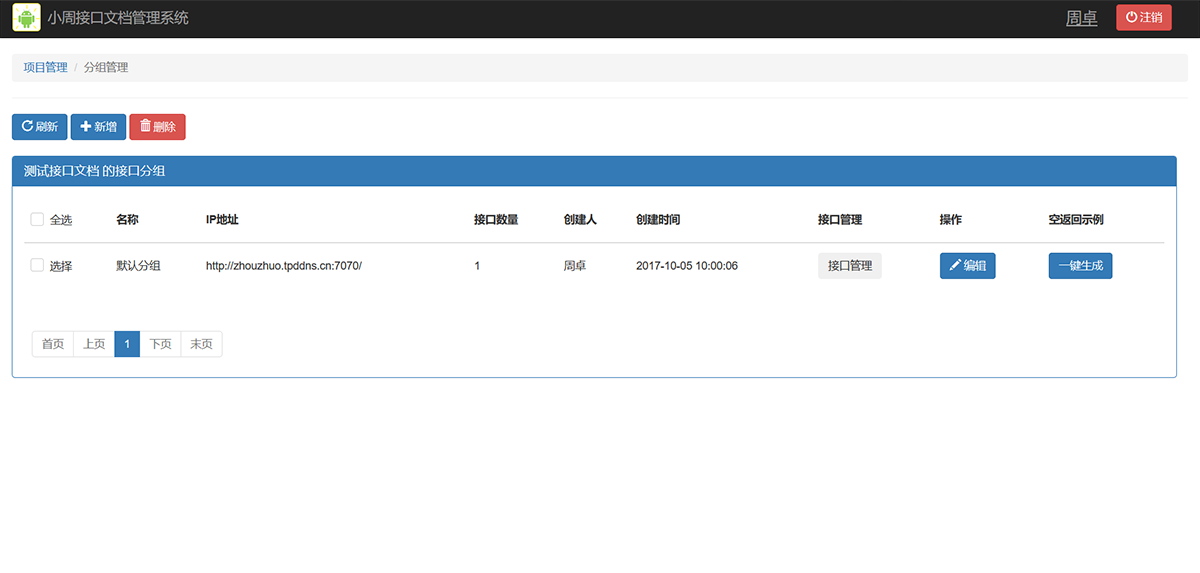 小周接口文档管理系统 周卓 注销
项目管理 / 分组管理
刷新 新增 删除
测试接口文档 的接口分组
全选 名称 IP地址 接口数量 创建人 创建时间 接口管理 操作 空返回示例
选择 默认分组 http://zhouzhuo.tpddns.cn:7070/ 1 周卓 2017-10-05 10:00:06 接口管理 编辑 一键生成
首页 上页 1 下页 末页